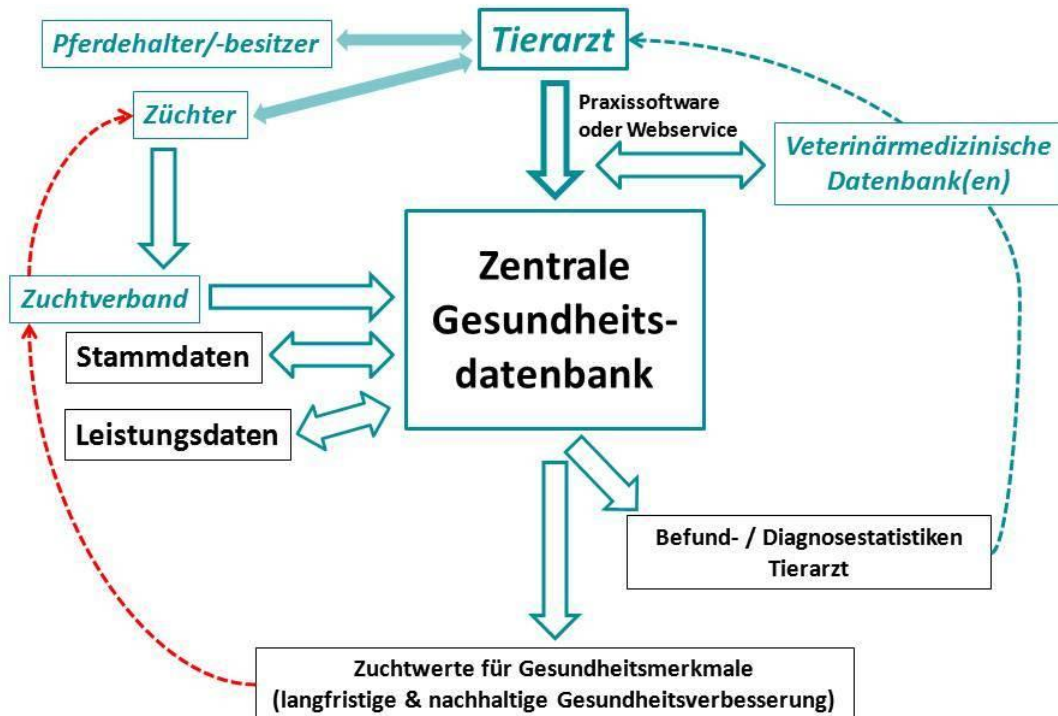 Pferdehalter/-besitzer
Tierarzt
Züchter
Praxissoftware
oder Webservice
Veterinärmedizinische
Datenbank(en)
Zentrale
Gesundheits-
datenbank
Zuchtverband
Stammdaten
Leistungsdaten
Befund- / Diagnosestatistiken
Tierarzt
Zuchtwerte für Gesundheitsmerkmale
(langfristige & nachhaltige Gesundheitsverbesserung)